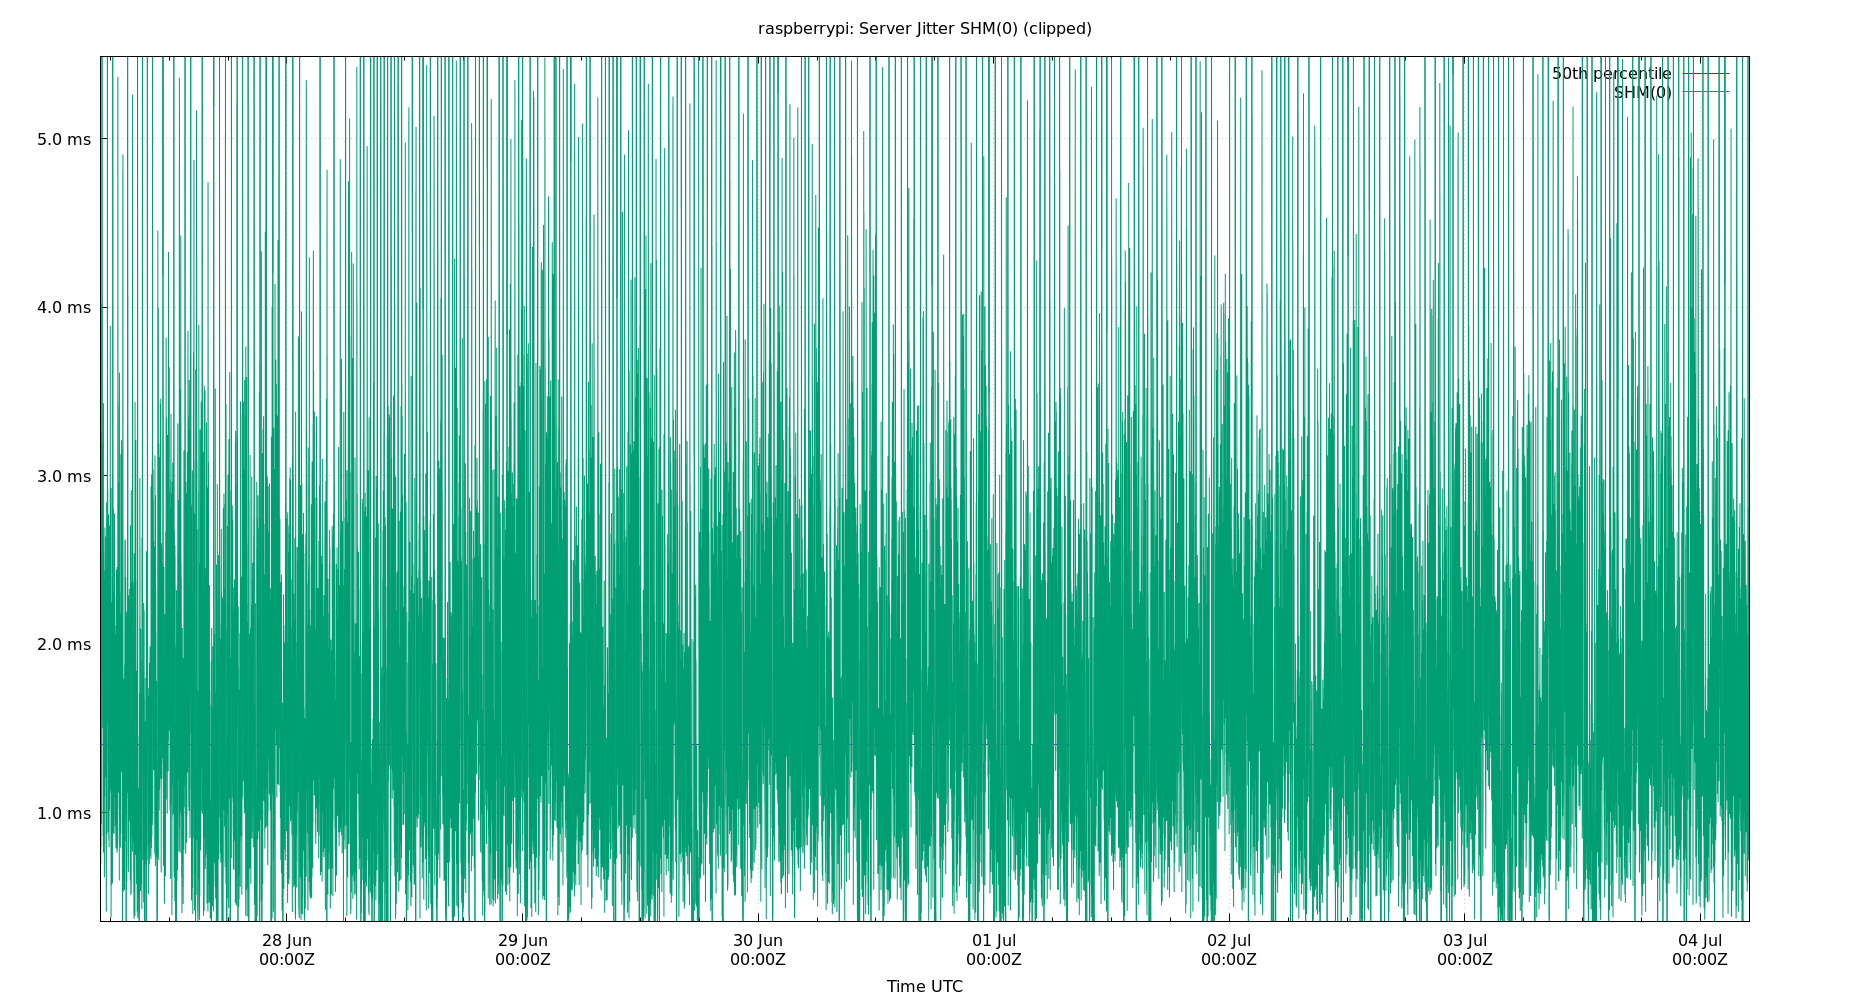 raspberrypi: Server Jitter SHM(0) (clipped)
50th percentile
SHM(0)
5.0 ms
4.0 ms
3.0 ms
2.0 ms
1.0 ms
28 Jun 29 Jun 30 Jun 01 Jul 02 Jul 03 Jul 04 Jul
00:00Z 00:00Z 00:00Z 00:00Z 00:00Z 00:00Z 00:00Z
Time UTC